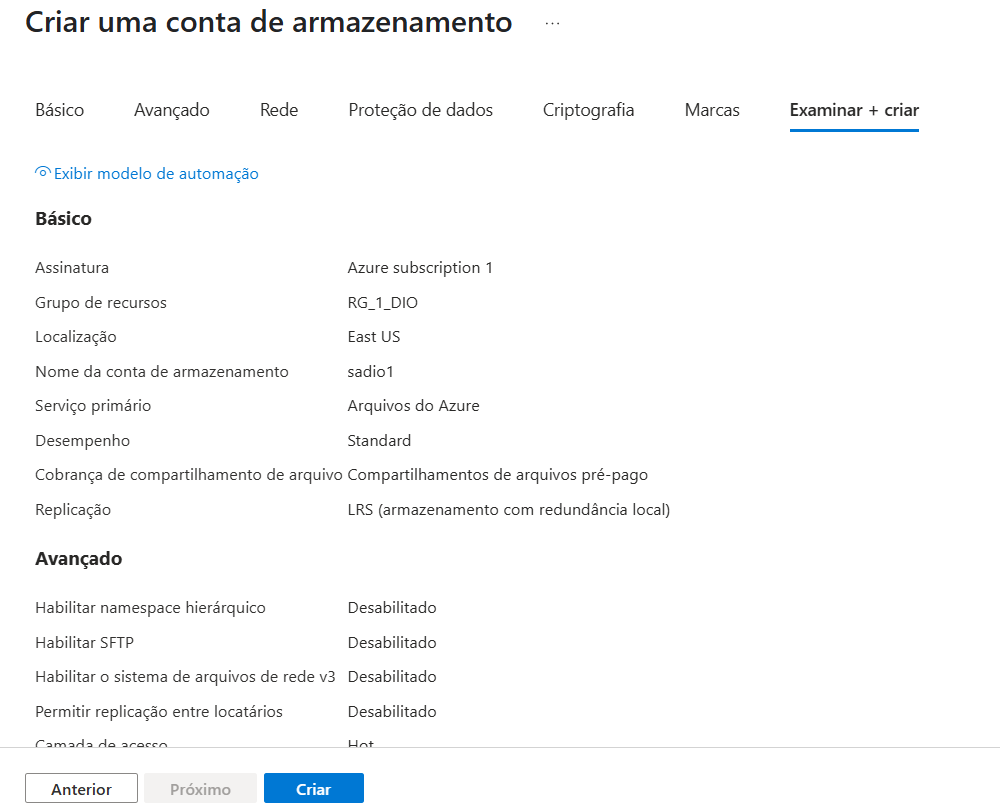 Criar uma conta de armazenamento ...
Básico Avançado Rede Proteção de dados Criptografia Marcas Examinar + criar
Exibir modelo de automação
Básico
Assinatura Azure subscription 1
Grupo de recursos RG_1_DIO
Localização East US
Nome da conta de armazenamento sadio1
Serviço primário Arquivos do Azure
Desempenho Standard
Cobrança de compartilhamento de arquivo Compartilhamentos de arquivos pré-pago
Replicação LRS (armazenamento com redundância local)
Avançado
Habilitar namespace hierárquico Desabilitado
Habilitar SFTP Desabilitado
Habilitar o sistema de arquivos de rede v3 Desabilitado
Permitir replicação entre locatários Desabilitado
Camada de acesso Hot
Anterior Próximo Criar